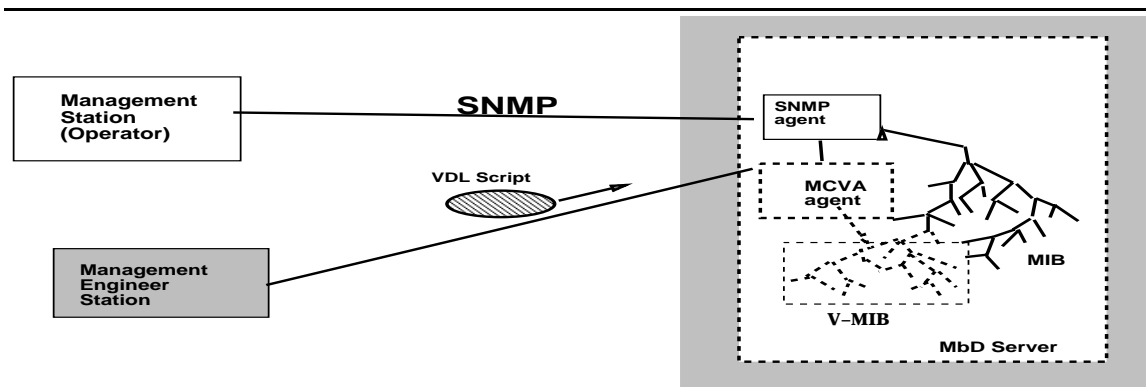 Management
Station
(Operator)
SNMP
SNMP
agent
VDL Script
MCVA
agent
Management
Engineer
Station
MIB
V–MIB
MbD Server